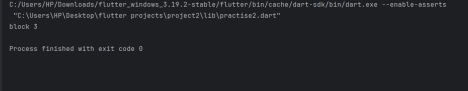 C:/Users/HP/Downloads/flutter_windows_3.19.2-stable/flutter/bin/cache/dart-sdk/bin/dart.exe --enable-asserts
"C:\Users\HP\Desktop\flutter projects\project2\lib\practise2.dart"
block 3
Process finished with exit code 0